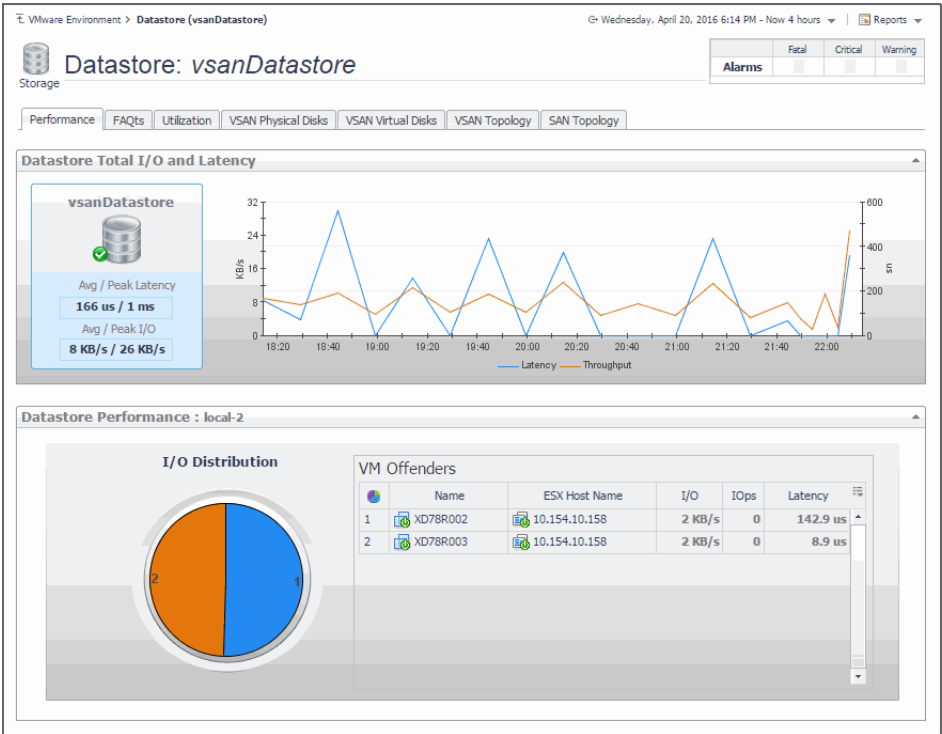 VMware Environment > Datastore (vsanDatastore)
Wednesday, April 20, 2016 6:14 PM - Now 4 hours
Reports
Storage
Datastore: vsanDatastore
Fatal Critical Warning
Alarms
Performance FAQts Utilization VSAN Physical Disks VSAN Virtual Disks VSAN Topology SAN Topology
Datastore Total I/O and Latency
vsanDatastore
Avg / Peak Latency
166 us / 1 ms
Avg / Peak I/O
8 KB/s / 26 KB/s
KB/s
32
24
16
8
0
600
400
200
0
us
18:20 18:40 19:00 19:20 19:40 20:00 20:20 20:40 21:00 21:20 21:40 22:00
Latency Throughput
Datastore Performance : local-2
I/O Distribution
2 1
VM Offenders
Name ESX Host Name I/O IOps Latency
1 XD78R002 10.154.10.158 2 KB/s 0 142.9 us
2 XD78R003 10.154.10.158 2 KB/s 0 8.9 us